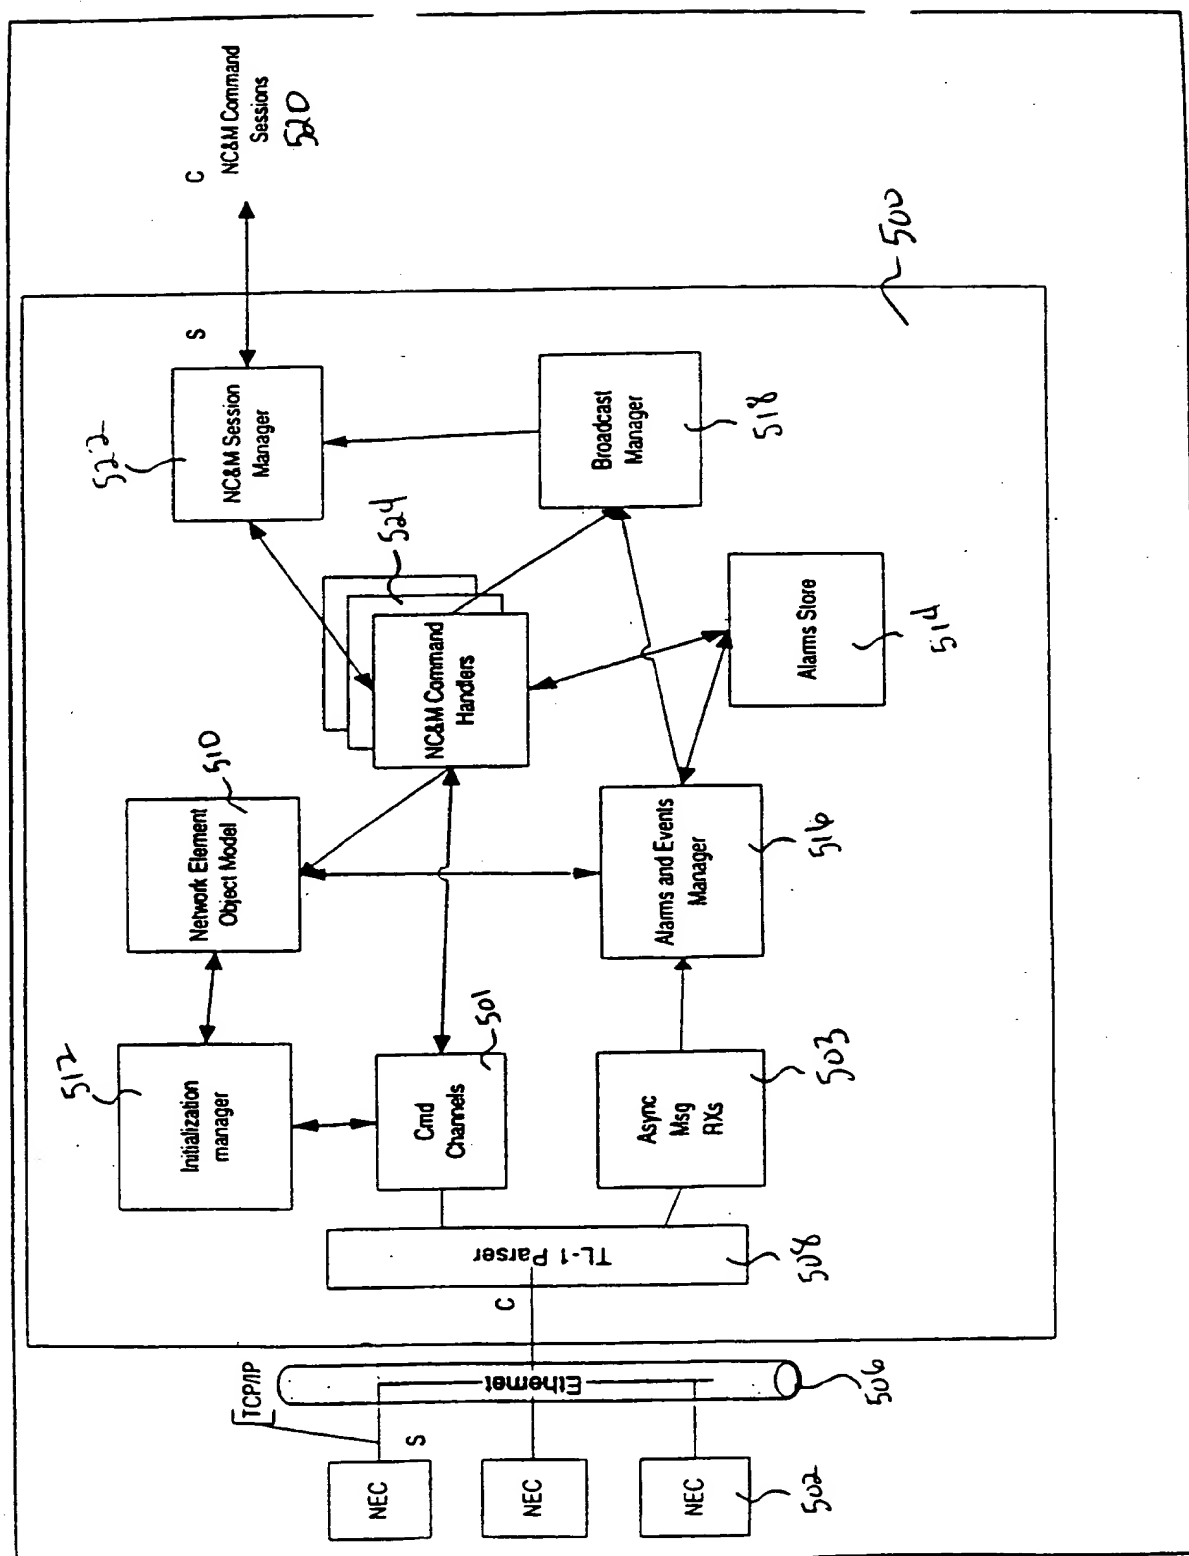 NEC
NEC
NEC
502
TCP/IP
S
Ethernet
506
C
TL-1 Parser
508
Initialization
manager
512
Cmd
Channels
501
Async
Msg
RXs
503
Network Element
Object Model
510
Alarms and Events
Manager
516
NC&M Command
Handlers
524
Alarms Store
514
NC&M Session
Manager
522
Broadcast
Manager
518
S
C
NC&M Command
Sessions
520
500